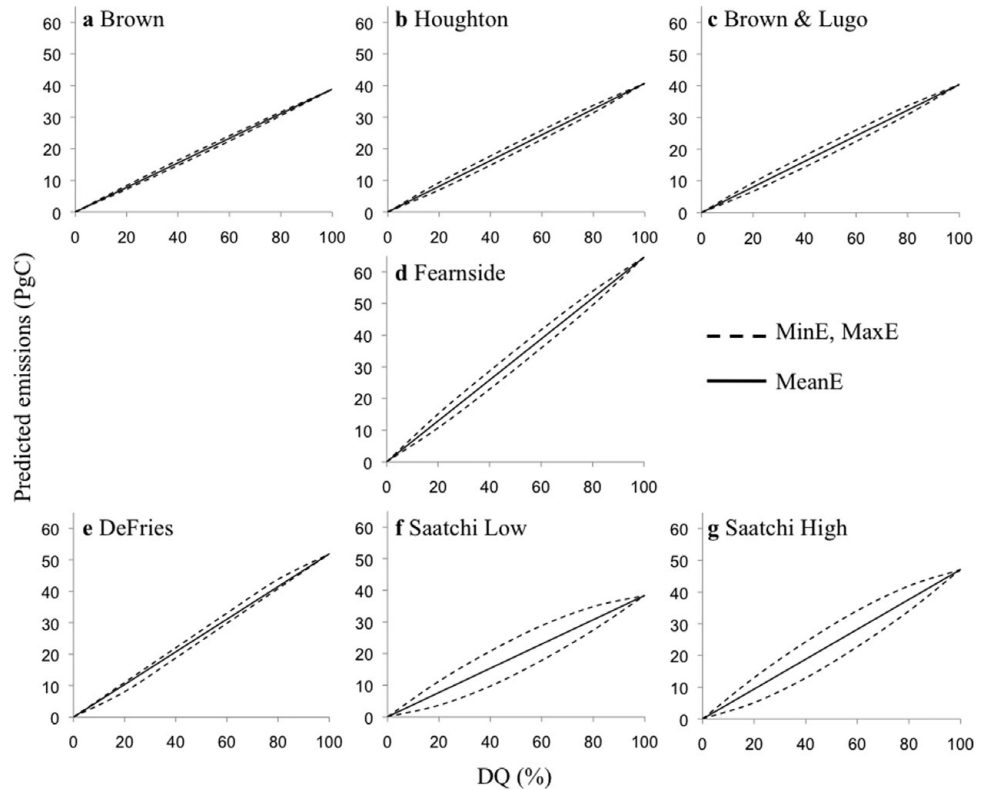 a Brown
60
50
40
30
20
10
0
0 20 40 60 80 100
b Houghton
60
50
40
30
20
10
0
0 20 40 60 80 100
c Brown & Lugo
60
50
40
30
20
10
0
0 20 40 60 80 100
Predicted emissions (PgC)
d Fearnside
60
50
40
30
20
10
0
0 20 40 60 80 100
MinE, MaxE
MeanE
e DeFries
60
50
40
30
20
10
0
0 20 40 60 80 100
f Saatchi Low
60
50
40
30
20
10
0
0 20 40 60 80 100
g Saatchi High
60
50
40
30
20
10
0
0 20 40 60 80 100
DQ (%)